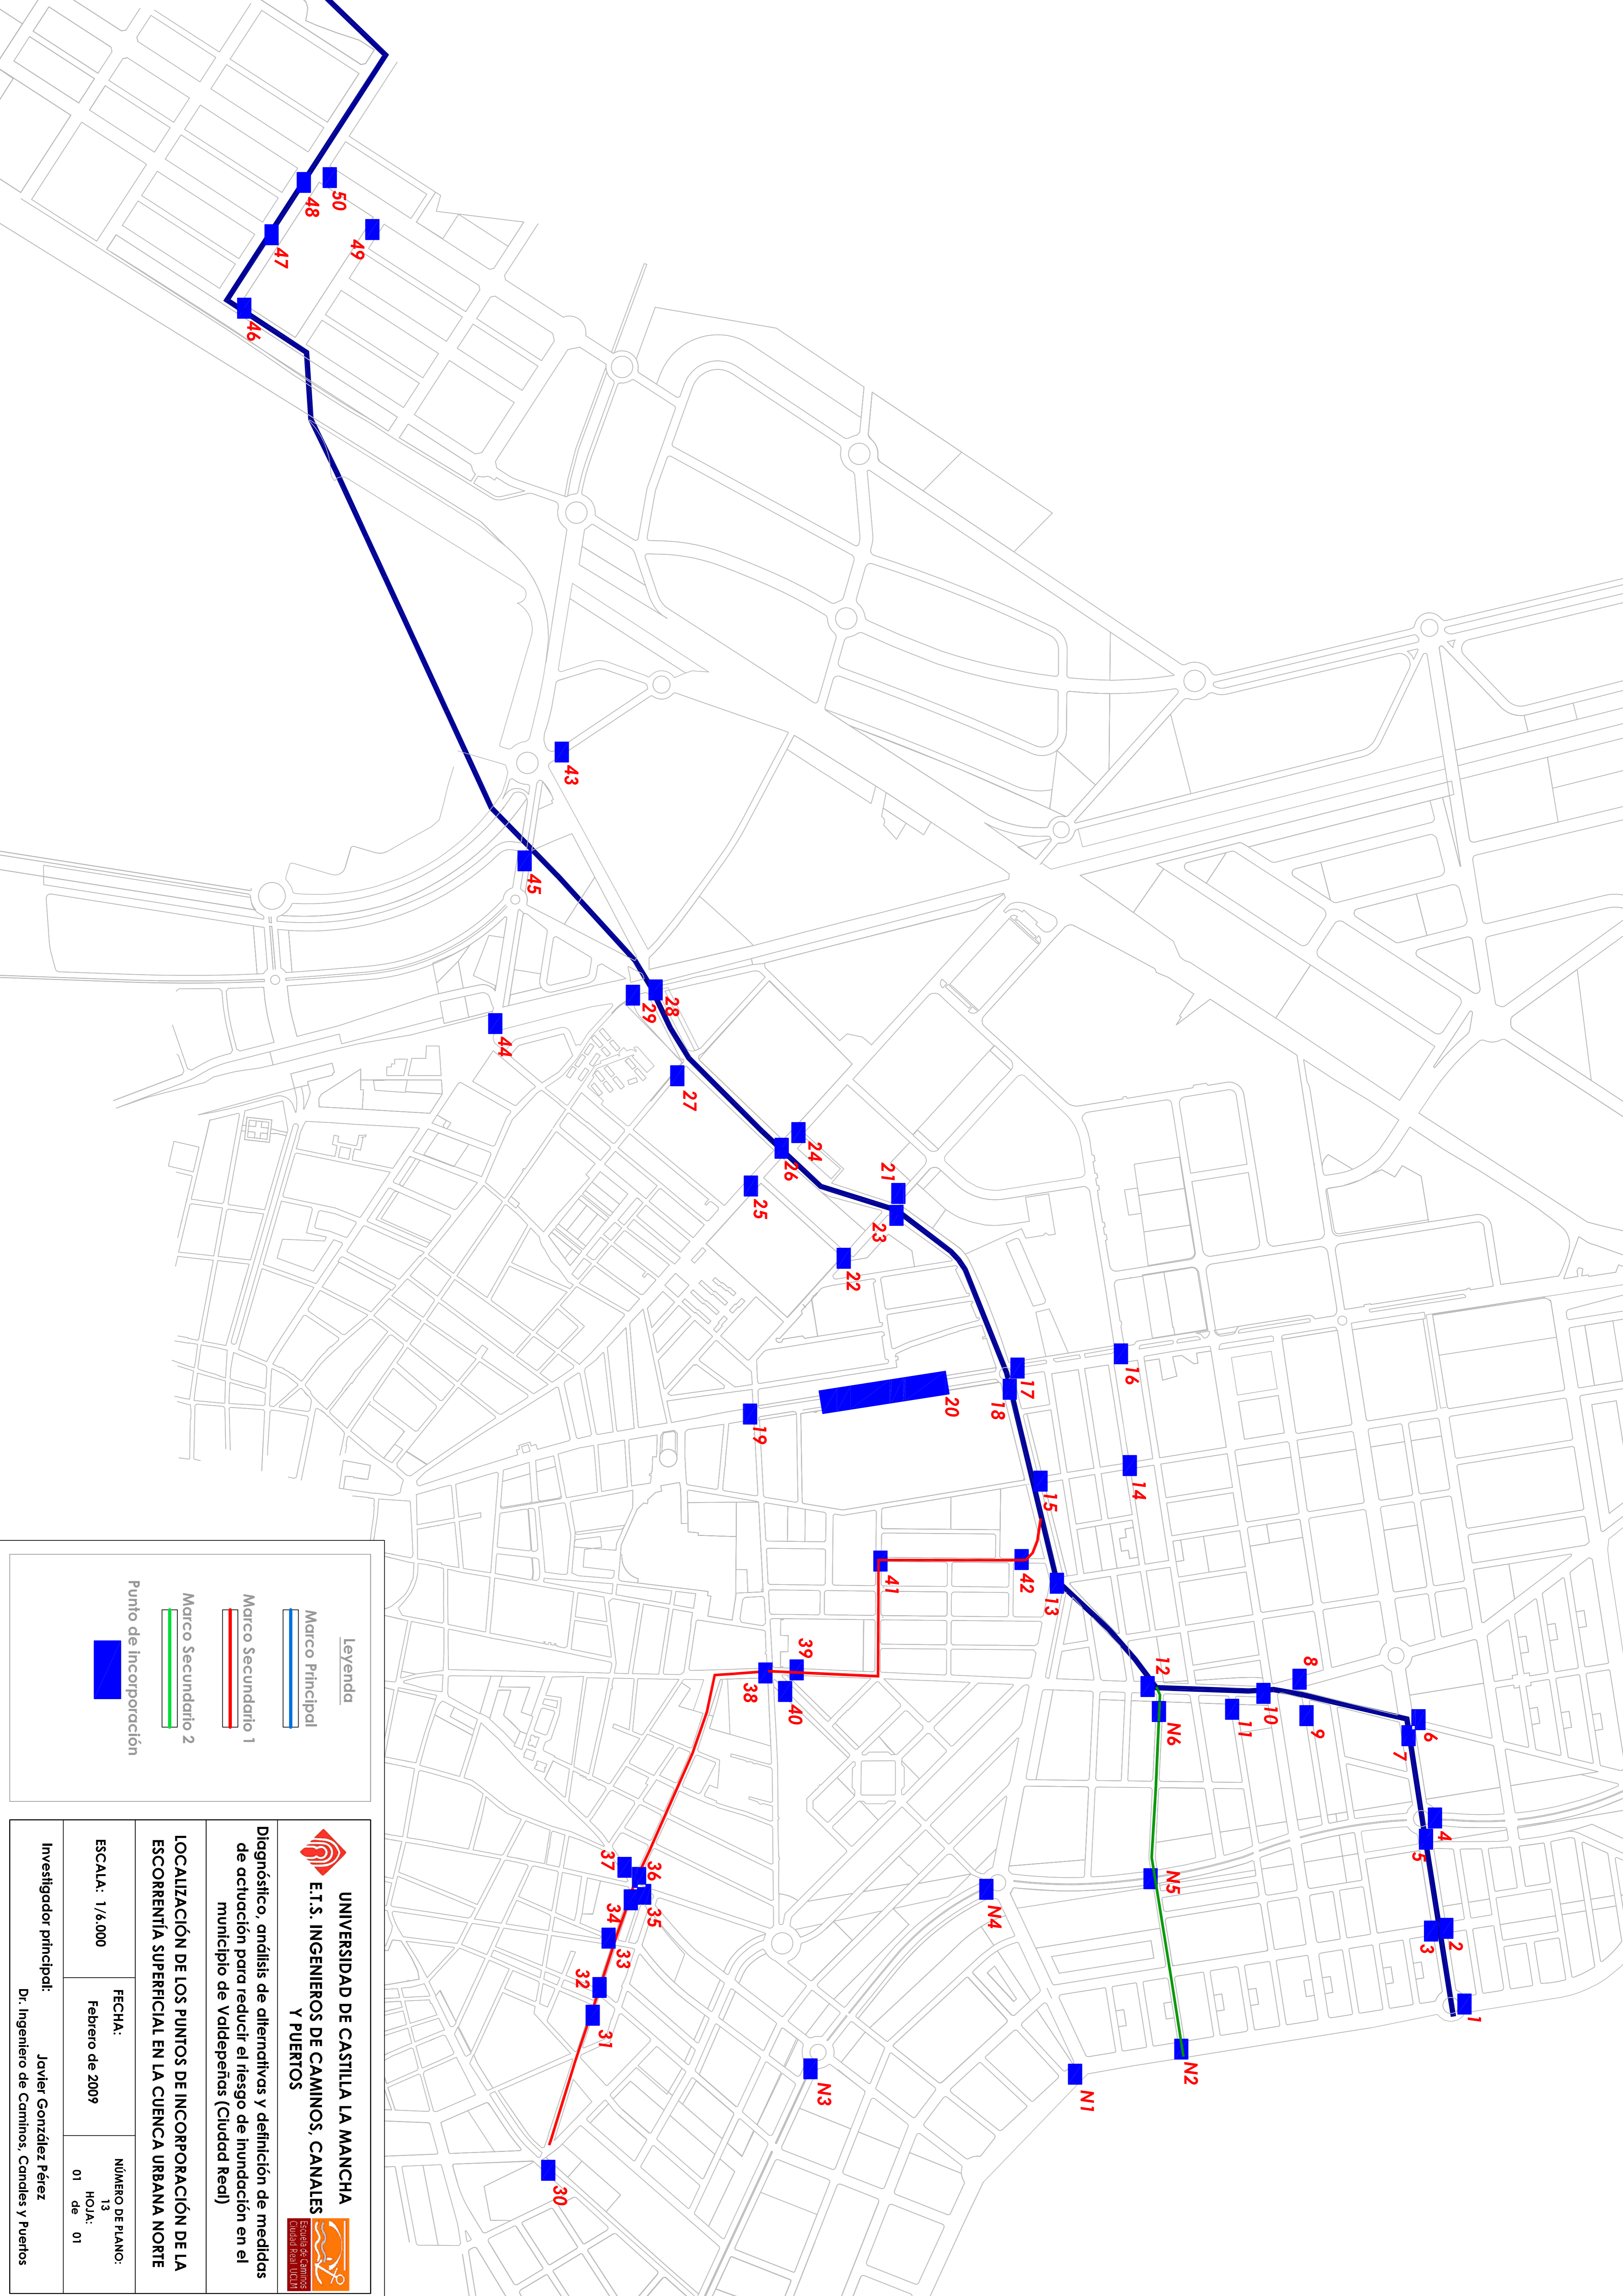 1
2
3
4
5
6
7
8
9
10
11
12
13
14
15
16
17
18
19
20
21
22
23
24
25
26
27
28
29
30
31
32
33
34
35
36
37
38
39
40
41
42
43
44
45
46
47
48
49
50
N1
N2
N3
N4
N5
N6
Leyenda
Marco Principal
Marco Secundario 1
Marco Secundario 2
Punto de incorporación
UNIVERSIDAD DE CASTILLA LA MANCHA
E.T.S. INGENIEROS DE CAMINOS, CANALES
Y PUERTOS
Escuela de Caminos
Ciudad Real UCLM
Diagnóstico, análisis de alternativas y definición de medidas
de actuación para reducir el riesgo de inundación en el
municipio de Valdepeñas (Ciudad Real)
LOCALIZACIÓN DE LOS PUNTOS DE INCORPORACIÓN DE LA
ESCORRENTÍA SUPERFICIAL EN LA CUENCA URBANA NORTE
ESCALA: 1/6.000
FECHA:
Febrero de 2009
NÚMERO DE PLANO:
13
HOJA:
01 de 01
Investigador principal:
Javier González Pérez
Dr. Ingeniero de Caminos, Canales y Puertos